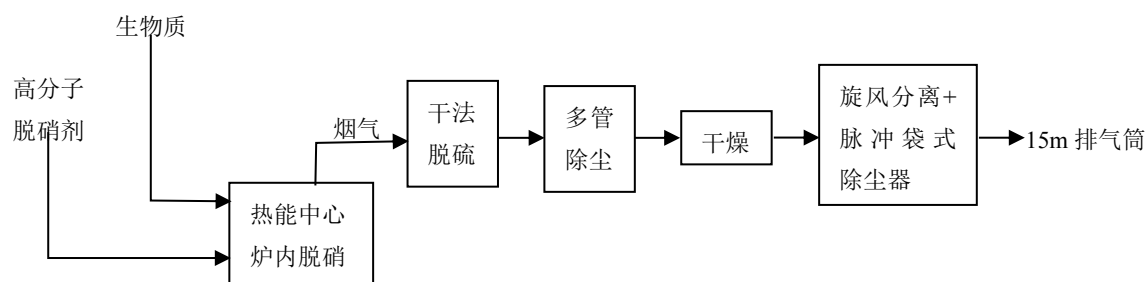 生物质
高分子
脱硝剂
烟气
热能中心
炉内脱硝
干法
脱硫
多管
除尘
干燥
旋风分离+
脉冲袋式
除尘器
15m 排气筒